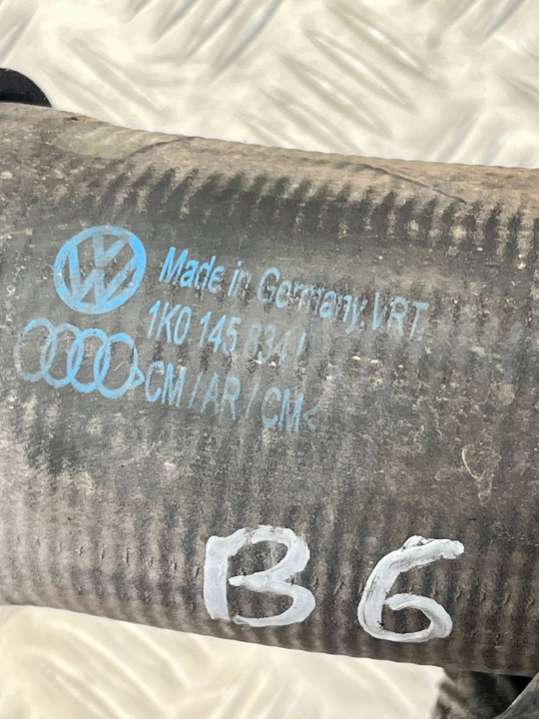 Made in Germany VRT.
1K0 145 834
>CM/AR/CM<
B6